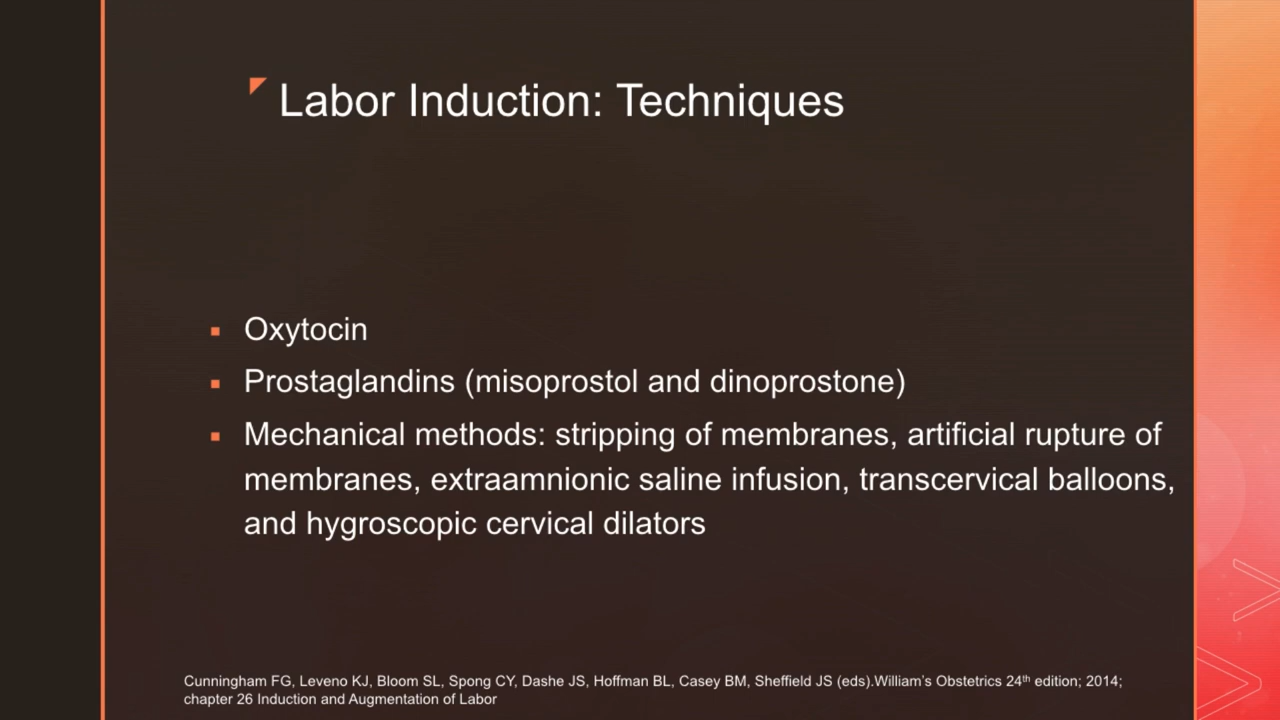 Labor Induction: Techniques
Oxytocin
Prostaglandins (misoprostol and dinoprostone)
Mechanical methods: stripping of membranes, artificial rupture of
membranes, extraamnionic saline infusion, transcervical balloons,
and hygroscopic cervical dilators
Cunningham FG, Leveno KJ, Bloom SL, Spong CY, Dashe JS, Hoffman BL, Casey BM, Sheffield JS (eds).William's Obstetrics 24th edition; 2014;
chapter 26 Induction and Augmentation of Labor